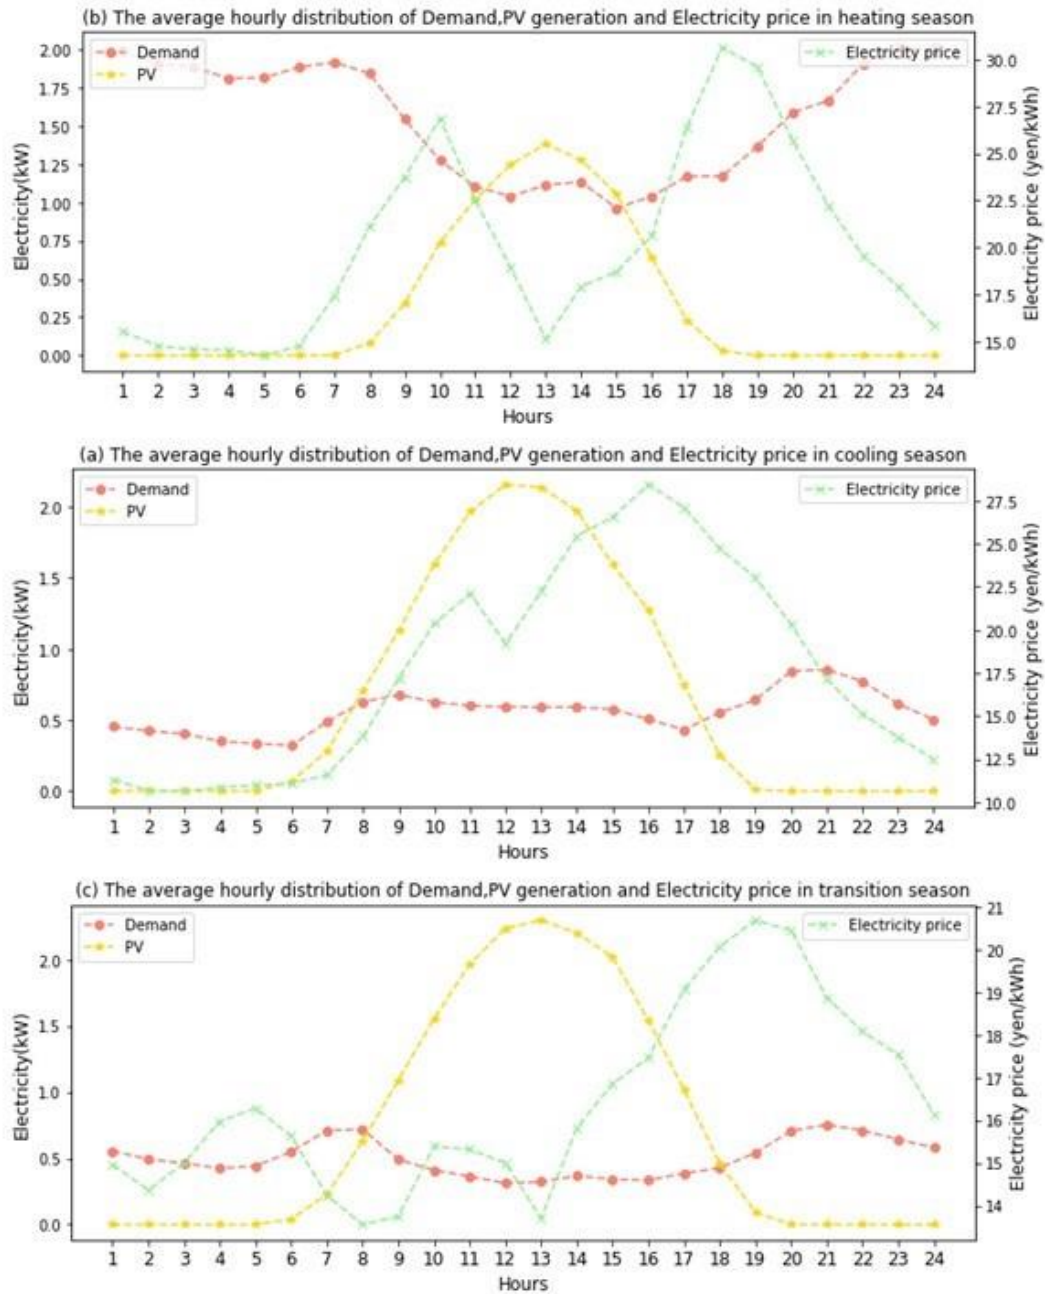 (b) The average hourly distribution of Demand,PV generation and Electricity price in heating season
Demand
PV
Electricity price
2.00
1.75
1.50
1.25
1.00
0.75
0.50
0.25
0.00
Electricity(kW)
30.0
27.5
25.0
22.5
20.0
17.5
15.0
Electricity price (yen/kWh)
1 2 3 4 5 6 7 8 9 10 11 12 13 14 15 16 17 18 19 20 21 22 23 24
Hours
(a) The average hourly distribution of Demand,PV generation and Electricity price in cooling season
Demand
PV
Electricity price
2.0
1.5
1.0
0.5
0.0
Electricity(kW)
27.5
25.0
22.5
20.0
17.5
15.0
12.5
10.0
Electricity price (yen/kWh)
1 2 3 4 5 6 7 8 9 10 11 12 13 14 15 16 17 18 19 20 21 22 23 24
Hours
(c) The average hourly distribution of Demand,PV generation and Electricity price in transition season
Demand
PV
Electricity price
2.0
1.5
1.0
0.5
0.0
Electricity(kW)
21
20
19
18
17
16
15
14
Electricity price (yen/kWh)
1 2 3 4 5 6 7 8 9 10 11 12 13 14 15 16 17 18 19 20 21 22 23 24
Hours